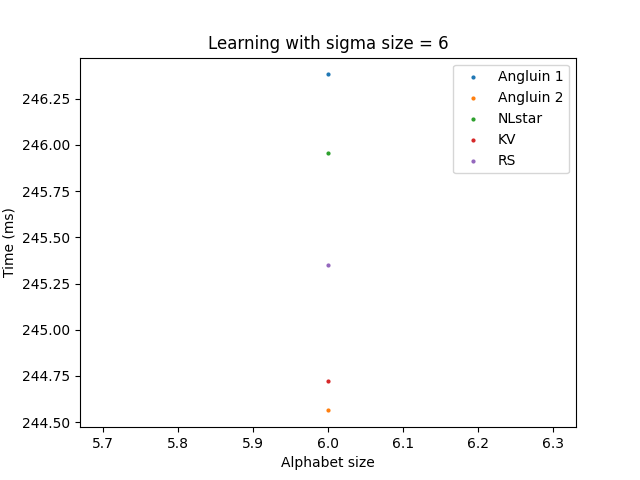 Learning with sigma size = 6
Angluin 1
Angluin 2
NLstar
KV
RS
Time (ms)
246.25
246.00
245.75
245.50
245.25
245.00
244.75
244.50
5.7 5.8 5.9 6.0 6.1 6.2 6.3
Alphabet size